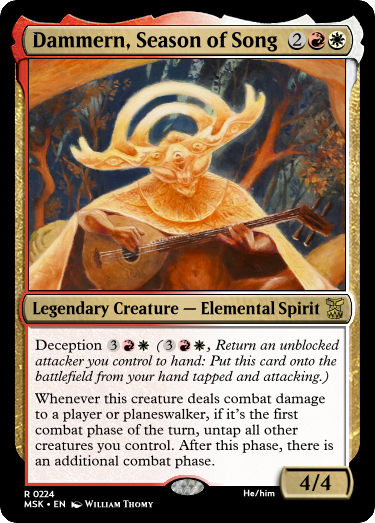 Dammern, Season of Song 2
Legendary Creature — Elemental Spirit
Deception 3 (3, Return an unblocked
attacker you control to hand: Put this card onto the
battlefield from your hand tapped and attacking.)
Whenever this creature deals combat damage
to a player or planeswalker, if it's the first
combat phase of the turn, untap all other
creatures you control. After this phase, there is
an additional combat phase.
4/4
R 0224
MSK • EN William Thomy
He/him